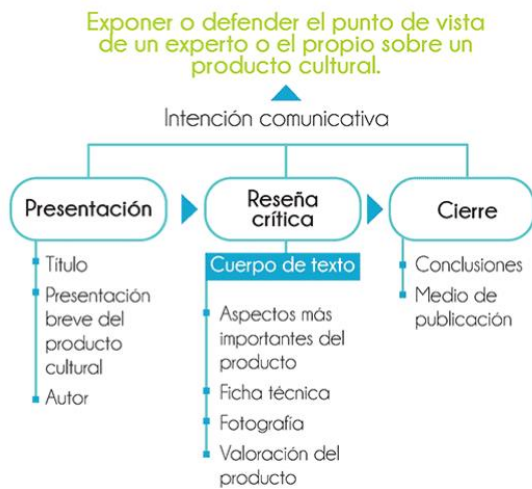 Exponer o defender el punto de vista
de un experto o el propio sobre un
producto cultural.
Intención comunicativa
Presentación
Título
Presentación
breve del
producto
cultural
Autor
Reseña
crítica
Cuerpo de texto
Aspectos más
importantes del
producto
Ficha técnica
Fotografía
Valoración del
producto
Cierre
Conclusiones
Medio de
publicación